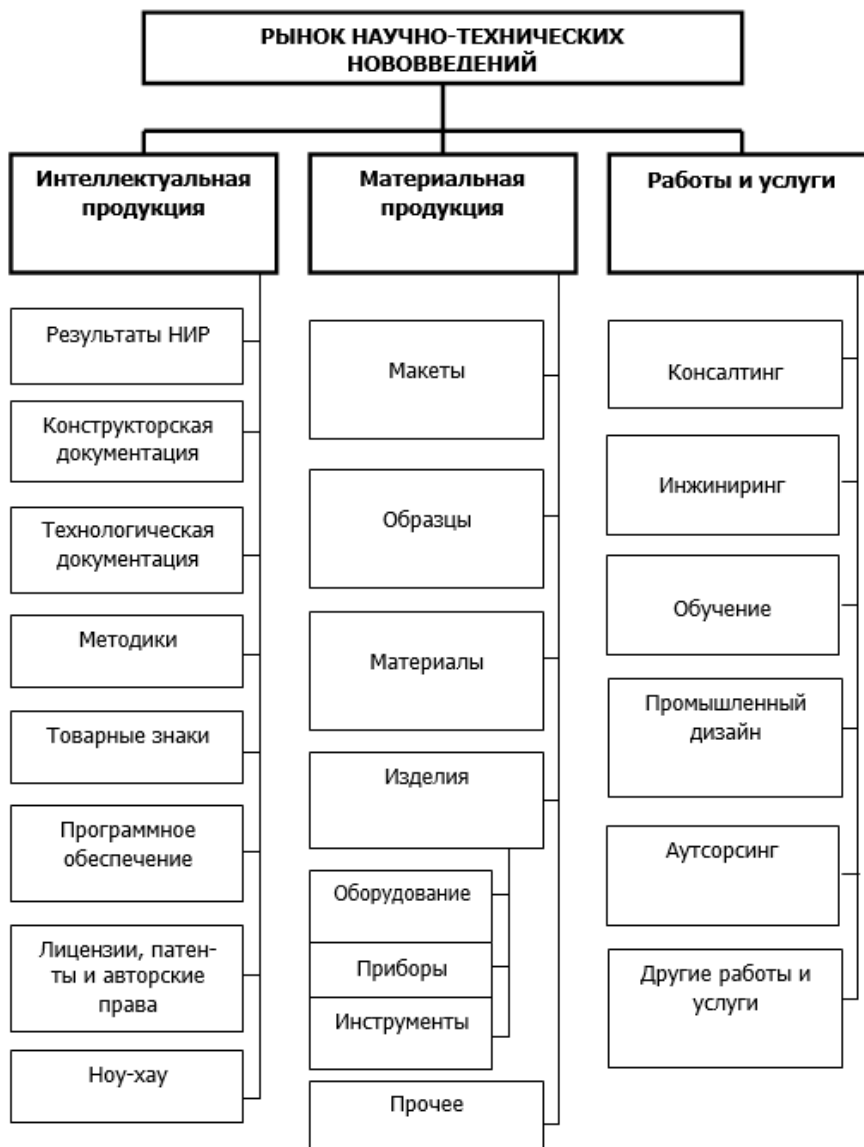 РЫНОК НАУЧНО-ТЕХНИЧЕСКИХ
НОВОВВЕДЕНИЙ
Интеллектуальная
продукция
Результаты НИР
Конструкторская
документация
Технологическая
документация
Методики
Товарные знаки
Программное
обеспечение
Лицензии, патен-
ты и авторские
права
Ноу-хау
Материальная
продукция
Макеты
Образцы
Материалы
Изделия
Оборудование
Приборы
Инструменты
Прочее
Работы и услуги
Консалтинг
Инжиниринг
Обучение
Промышленный
дизайн
Аутсорсинг
Другие работы и
услуги